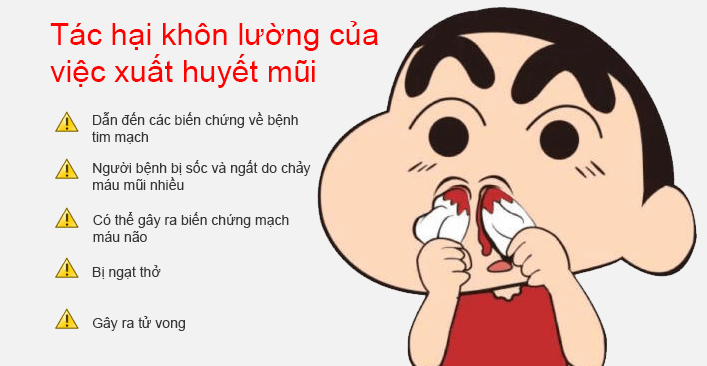 Tác hại khôn lường của
việc xuất huyết mũi
Dẫn đến các biến chứng về bệnh
tim mạch
Người bệnh bị sốc và ngất do chảy
máu mũi nhiều
Có thể gây ra biến chứng mạch
máu não
Bị ngạt thở
Gây ra tử vong